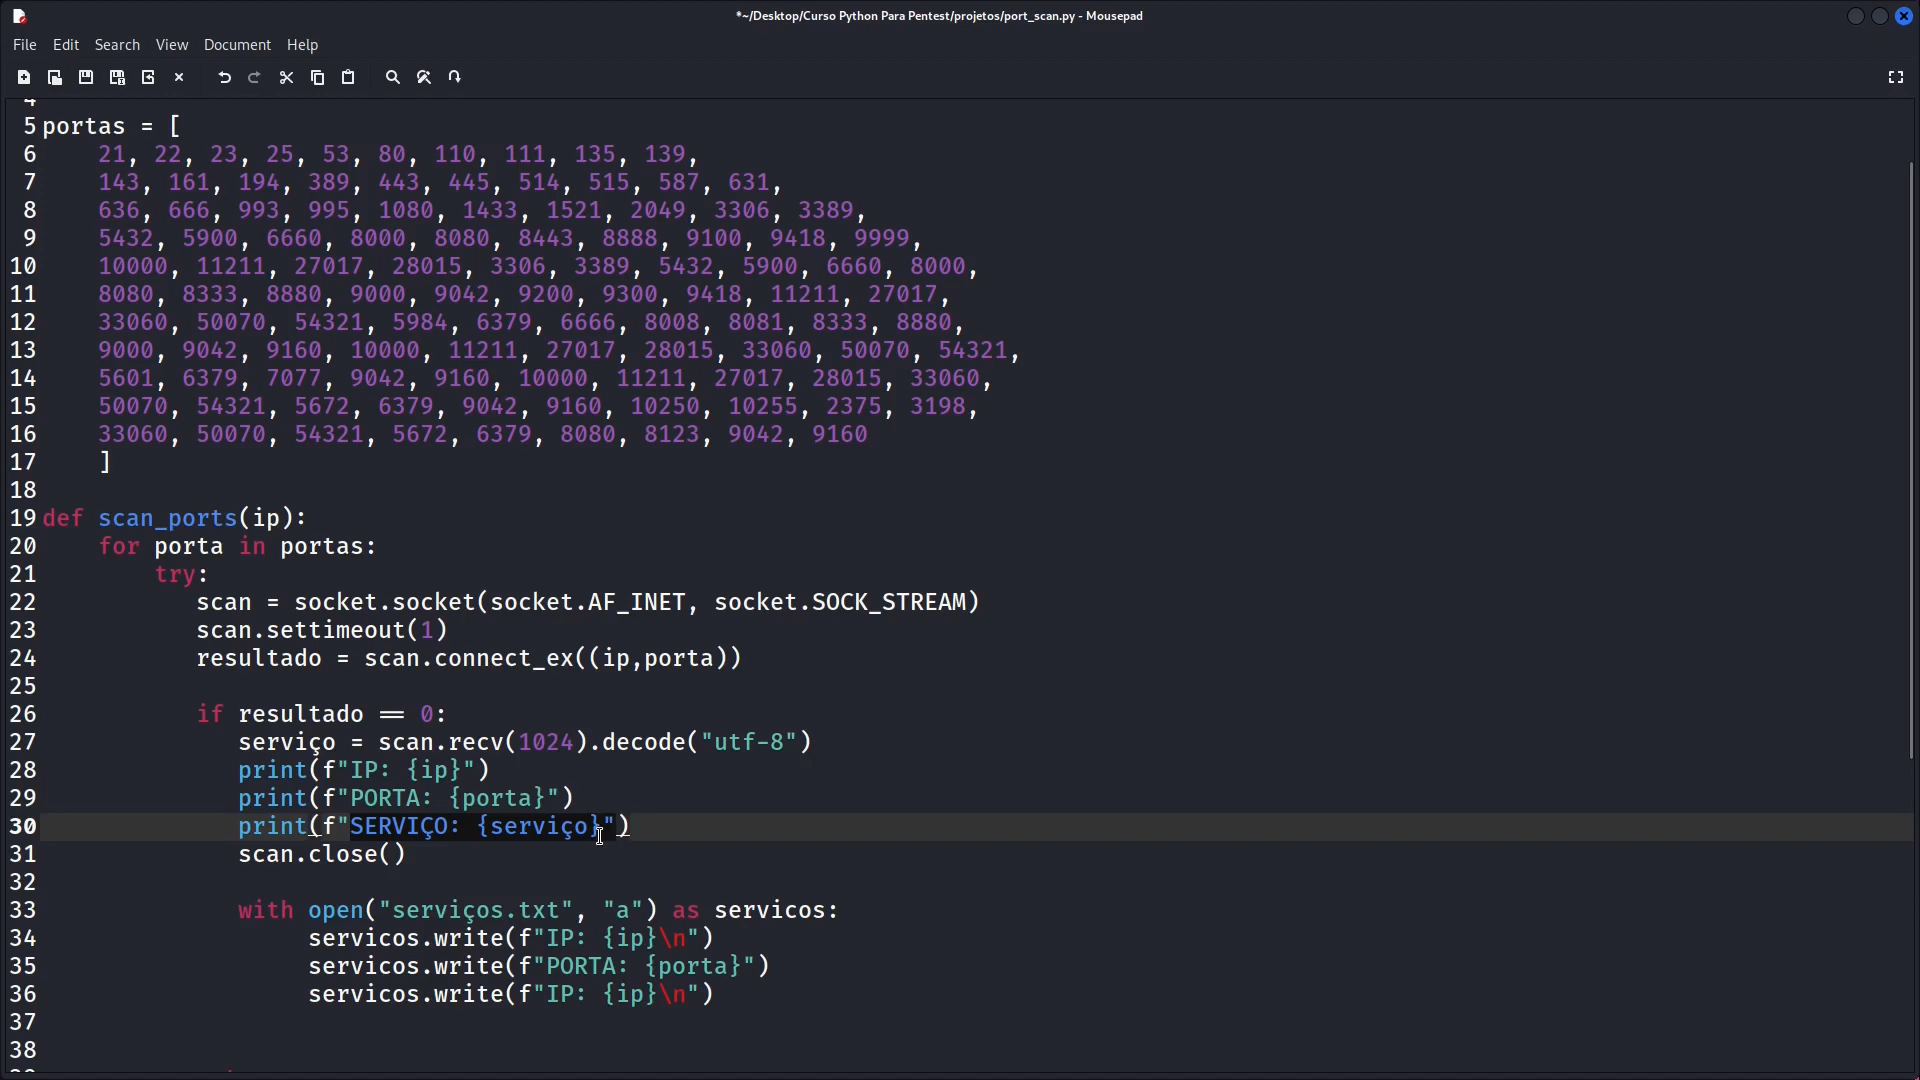 *~/Desktop/Curso Python Para Pentest/projetos/port_scan.py - Mousepad
File Edit Search View Document Help
4
5 portas = [
6 21, 22, 23, 25, 53, 80, 110, 111, 135, 139,
7 143, 161, 194, 389, 443, 445, 514, 515, 587, 631,
8 636, 666, 993, 995, 1080, 1433, 1521, 2049, 3306, 3389,
9 5432, 5900, 6660, 8000, 8080, 8443, 8888, 9100, 9418, 9999,
10 10000, 11211, 27017, 28015, 3306, 3389, 5432, 5900, 6660, 8000,
11 8080, 8333, 8880, 9000, 9042, 9200, 9300, 9418, 11211, 27017,
12 33060, 50070, 54321, 5984, 6379, 6666, 8008, 8081, 8333, 8880,
13 9000, 9042, 9160, 10000, 11211, 27017, 28015, 33060, 50070, 54321,
14 5601, 6379, 7077, 9042, 9160, 10000, 11211, 27017, 28015, 33060,
15 50070, 54321, 5672, 6379, 9042, 9160, 10250, 10255, 2375, 3198,
16 33060, 50070, 54321, 5672, 6379, 8080, 8123, 9042, 9160
17 ]
18
19 def scan_ports(ip):
20 for porta in portas:
21 try:
22 scan = socket.socket(socket.AF_INET, socket.SOCK_STREAM)
23 scan.settimeout(1)
24 resultado = scan.connect_ex((ip,porta))
25
26 if resultado == 0:
27 serviço = scan.recv(1024).decode("utf-8")
28 print(f"IP: {ip}")
29 print(f"PORTA: {porta}")
30 print(f"SERVIÇO: {serviço}")
31 scan.close()
32
33 with open("serviços.txt", "a") as servicos:
34 servicos.write(f"IP: {ip}\n")
35 servicos.write(f"PORTA: {porta}")
36 servicos.write(f"IP: {ip}\n")
37
38